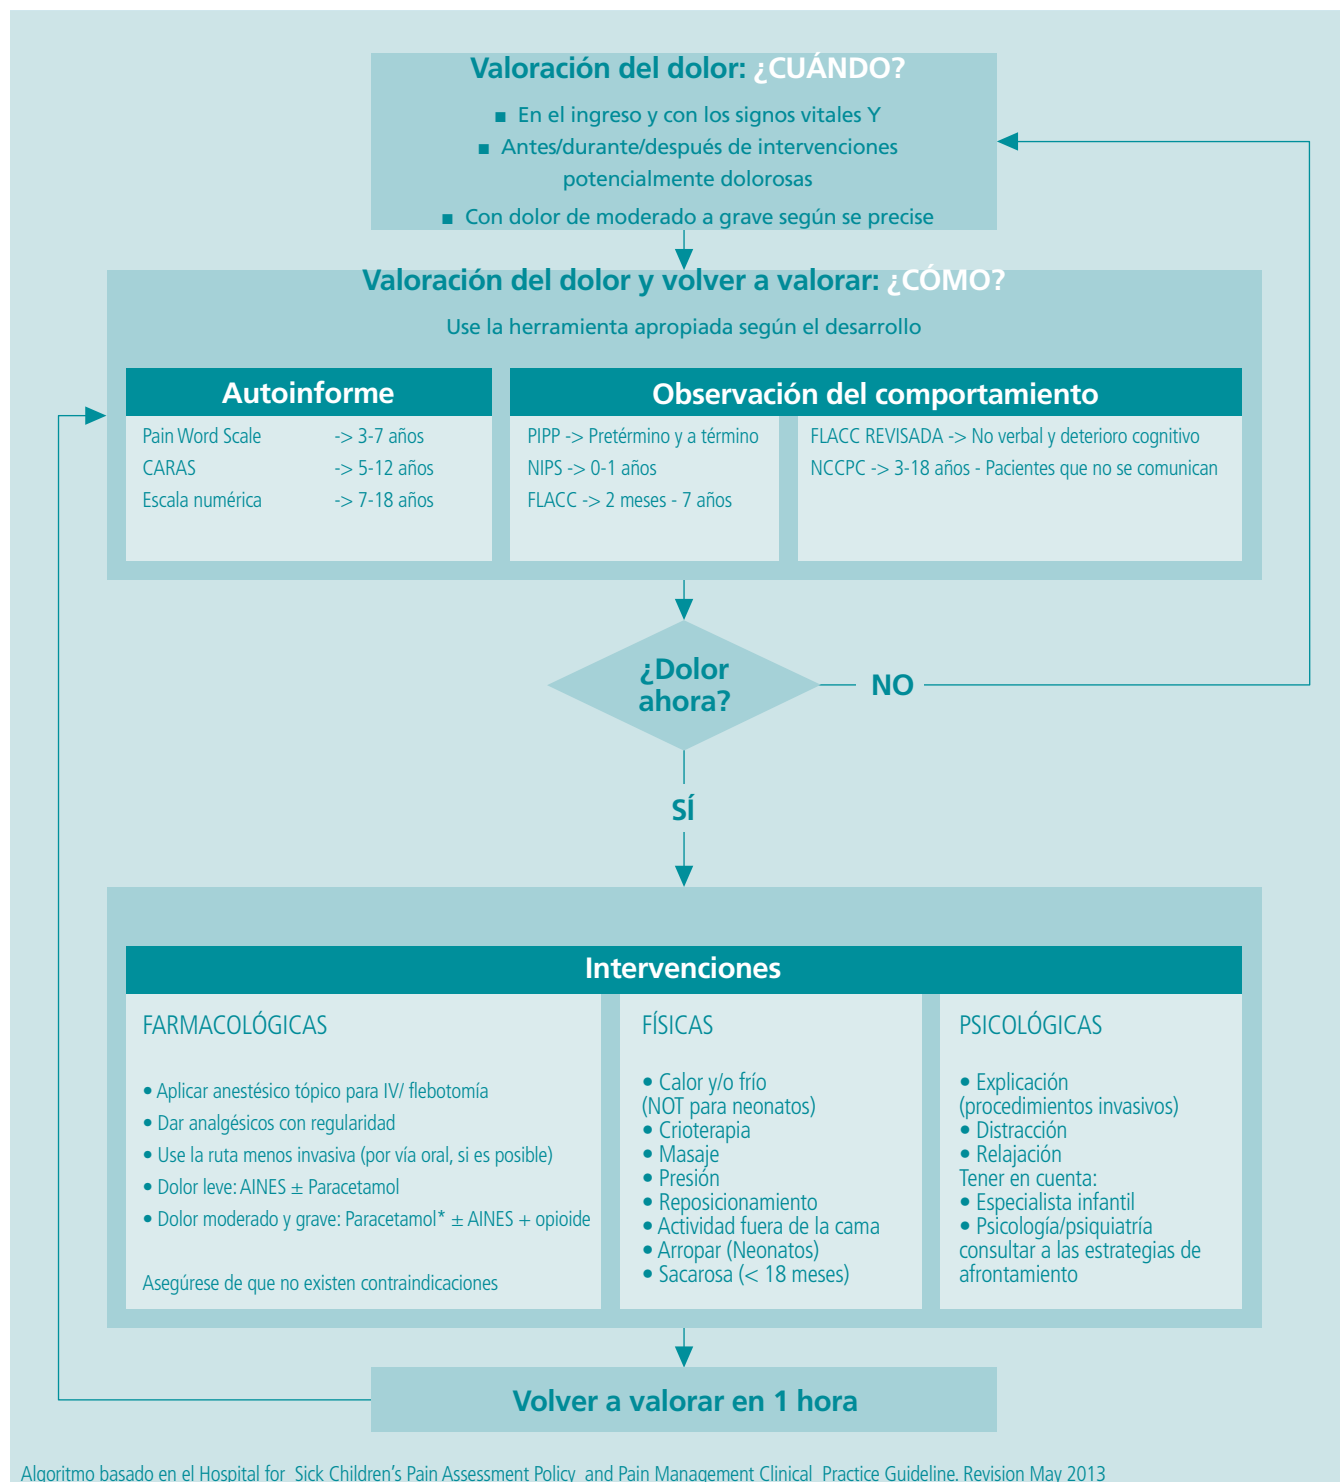 Valoración del dolor: ¿CUÁNDO?
■ En el ingreso y con los signos vitales Y
■ Antes/durante/después de intervenciones
potencialmente dolorosas
■ Con dolor de moderado a grave según se precise
Valoración del dolor y volver a valorar: ¿CÓMO?
Use la herramienta apropiada según el desarrollo
Autoinforme
Pain Word Scale -> 3-7 años
CARAS -> 5-12 años
Escala numérica -> 7-18 años
Observación del comportamiento
PIPP -> Pretérmino y a término
NIPS -> 0-1 años
FLACC -> 2 meses - 7 años
FLACC REVISADA -> No verbal y deterioro cognitivo
NCCPC -> 3-18 años - Pacientes que no se comunican
¿Dolor
ahora?
NO
SÍ
Intervenciones
FARMACOLÓGICAS
• Aplicar anestésico tópico para IV/ flebotomía
• Dar analgésicos con regularidad
• Use la ruta menos invasiva (por vía oral, si es posible)
• Dolor leve: AINES ± Paracetamol
• Dolor moderado y grave: Paracetamol* ± AINES + opioide
Asegúrese de que no existen contraindicaciones
FÍSICAS
• Calor y/o frío
(NOT para neonatos)
• Crioterapia
• Masaje
• Presión
• Reposicionamiento
• Actividad fuera de la cama
• Arropar (Neonatos)
• Sacarosa (< 18 meses)
PSICOLÓGICAS
• Explicación
(procedimientos invasivos)
• Distracción
• Relajación
Tener en cuenta:
• Especialista infantil
• Psicología/psiquiatría
consultar a las estrategias de
afrontamiento
Volver a valorar en 1 hora
Algoritmo basado en el Hospital for Sick Children's Pain Assessment Policy and Pain Management Clinical Practice Guideline. Revision May 2013